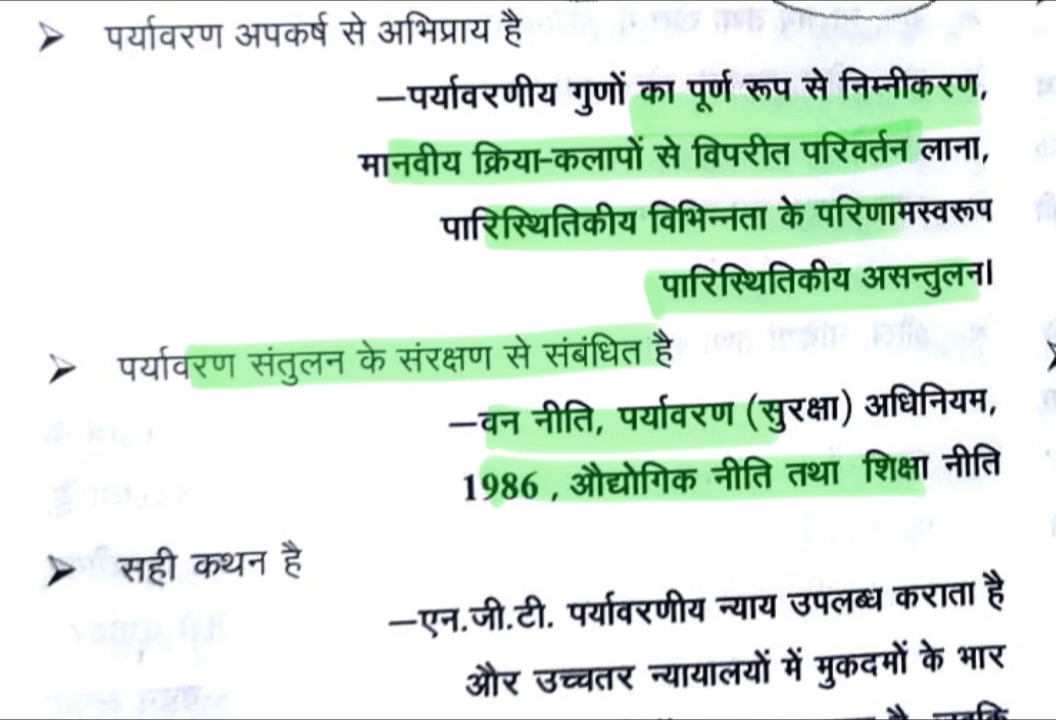 ➤ पर्यावरण अपकर्ष से अभिप्राय है
–पर्यावरणीय गुणों का पूर्ण रूप से निम्नीकरण,
मानवीय क्रिया-कलापों से विपरीत परिवर्तन लाना,
पारिस्थितिकीय विभिन्नता के परिणामस्वरूप
पारिस्थितिकीय असन्तुलन।
➤ पर्यावरण संतुलन के संरक्षण से संबंधित है
–वन नीति, पर्यावरण (सुरक्षा) अधिनियम,
1986 , औद्योगिक नीति तथा शिक्षा नीति
➤ सही कथन है
–एन.जी.टी. पर्यावरणीय न्याय उपलब्ध कराता है
और उच्चतर न्यायालयों में मुकदमों के भार